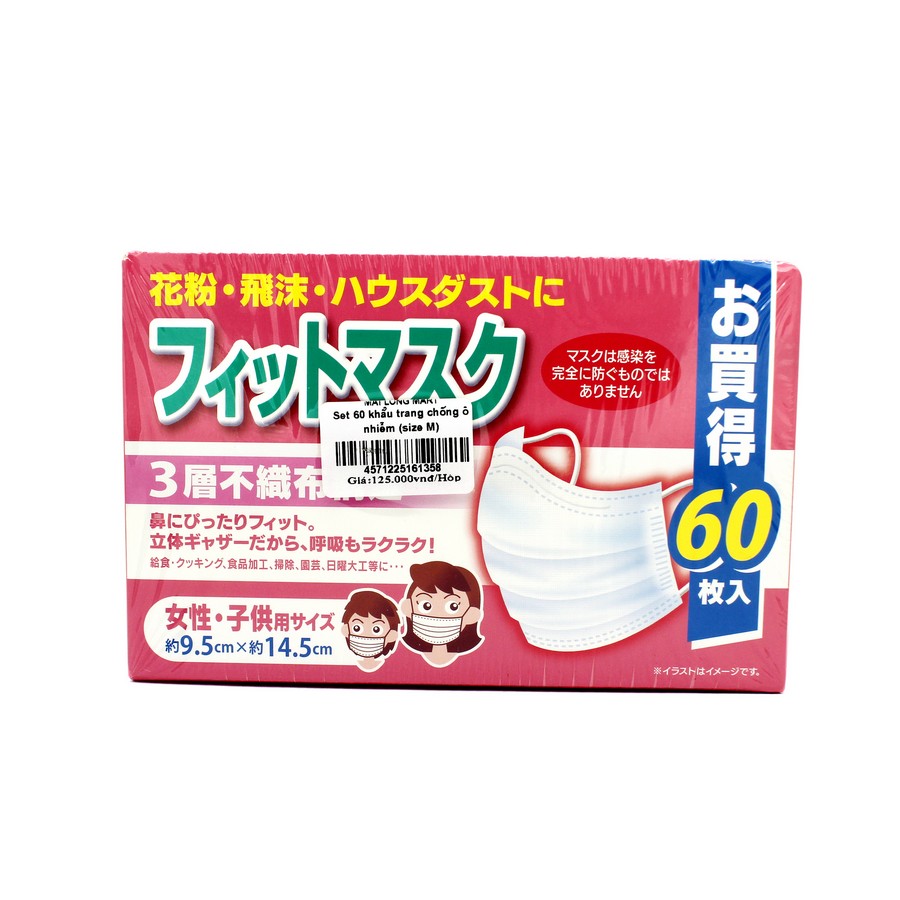 花粉・飛沫・ハウスダストに
フィットマスク
マスクは感染を
完全に防ぐものでは
ありません
お買得
60
枚入
MAI LONG MART
Set 60 khẩu trang chống ô
nhiễm (size M)
4571225161358
Giá:125.000vnđ/Hộp
3層不織布
鼻にぴったりフィット。
立体ギャザーだから、呼吸もラクラク!
給食・クッキング、食品加工、掃除、園芸、日曜大工等に・・・
女性・子供用サイズ
約9.5cm×約14.5cm
※イラストはイメージです。